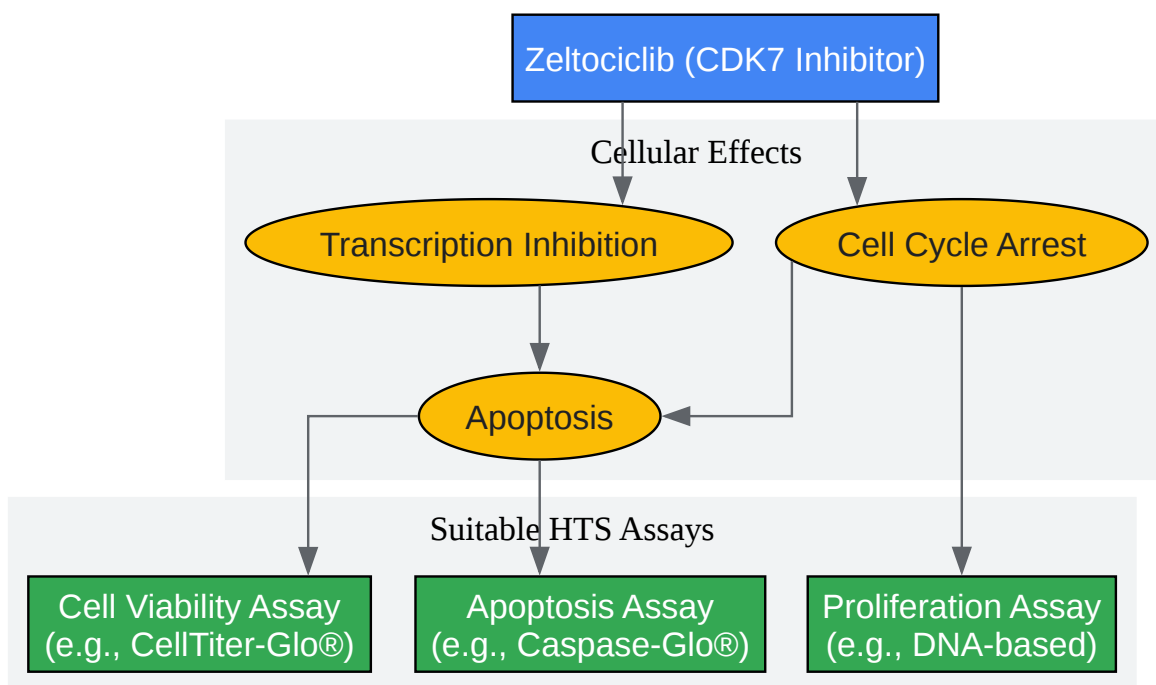 Zeltociclib (CDK7 Inhibitor)
Cellular Effects
Transcription Inhibition
Cell Cycle Arrest
Apoptosis
Suitable HTS Assays
Cell Viability Assay
(e.g., CellTiter-Glo®)
Apoptosis Assay
(e.g., Caspase-Glo®)
Proliferation Assay
(e.g., DNA-based)